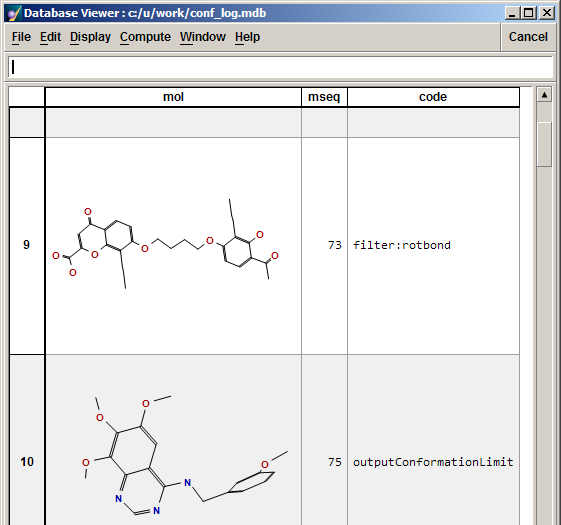 Database Viewer : c:/u/work/conf_log.mdb
File Edit Display Compute Window Help Cancel
mol mseq code
9 73 filter:rotbond
O O O O O O O O O
10 75 outputConformationLimit
O O O O N N N